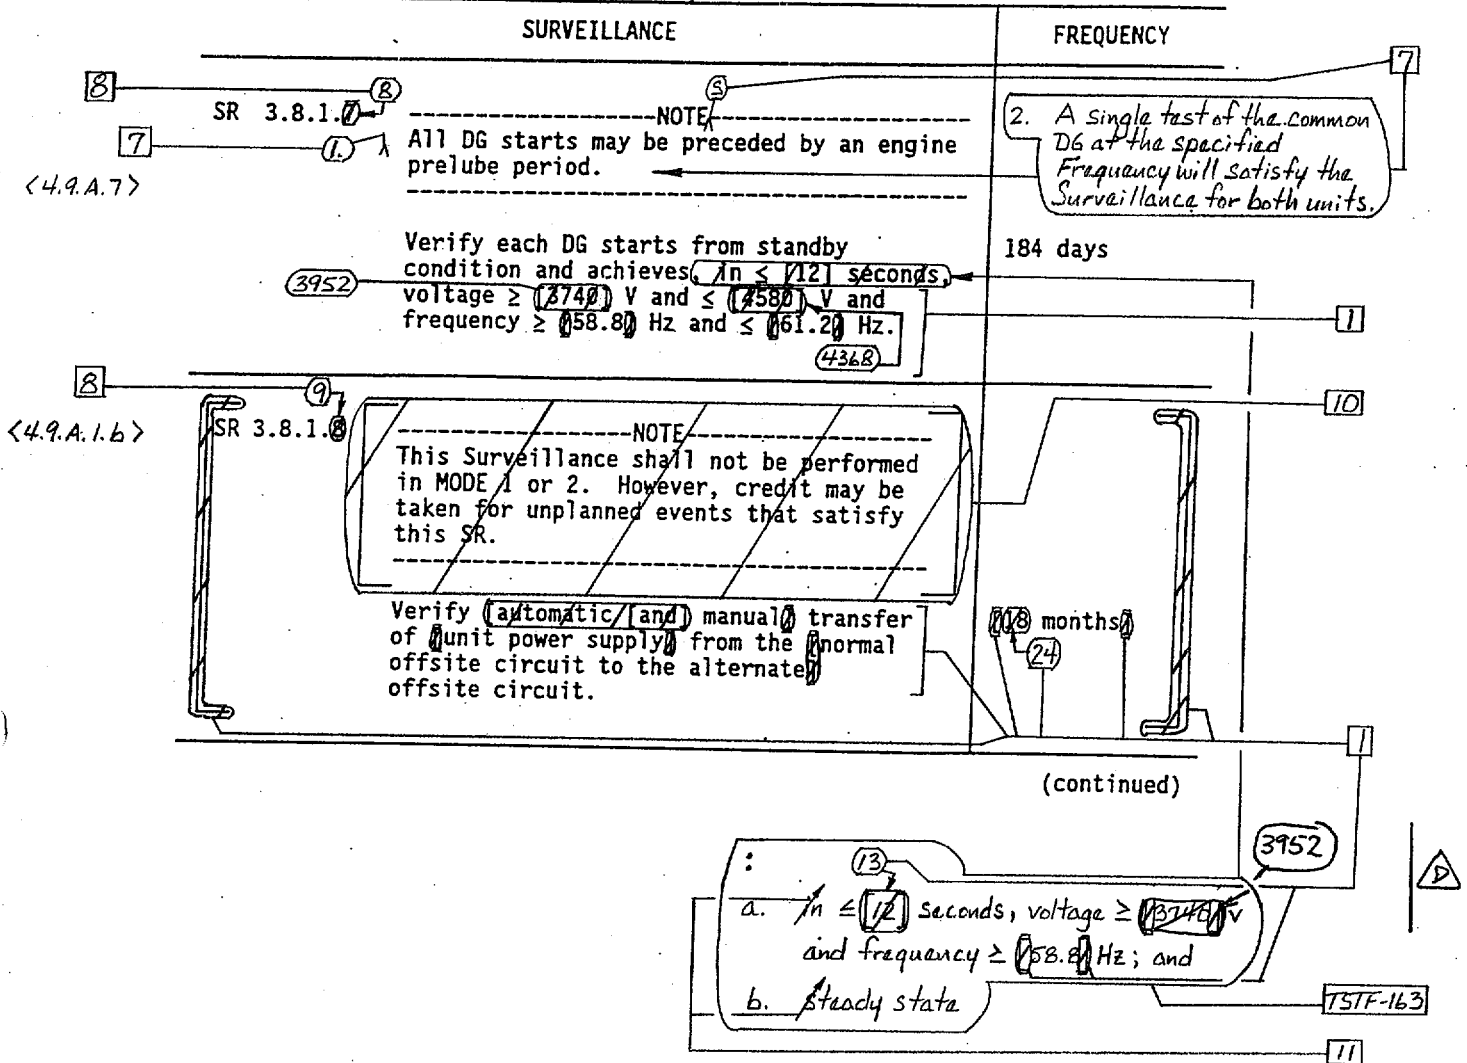 SURVEILLANCE
FREQUENCY
7
8
8
S
SR 3.8.1.7
NOTE
7
1.
All DG starts may be preceded by an engine
prelube period.
<4.9.A.7>
2. A single test of the common
DG at the specified
Frequency will satisfy the
Surveillance for both units.
Verify each DG starts from standby
condition and achieves, in ≤ [12] seconds,
voltage ≥ [3740] V and ≤ [4580] V and
frequency ≥ [58.8] Hz and ≤ [61.2] Hz.
184 days
3952
4368
1
8
9
10
<4.9.A.1.b>
SR 3.8.1.8
NOTE
This Surveillance shall not be performed
in MODE 1 or 2. However, credit may be
taken for unplanned events that satisfy
this SR.
Verify [automatic [and] manual] transfer
of [unit power supply] from the [normal
offsite circuit to the alternate]
offsite circuit.
[18 months]
24
1
(continued)
3952
D
:
13
a. in ≤ [12] seconds, voltage ≥ [3740] V
and frequency ≥ [58.8] Hz; and
b. steady state
TSTF-163
11